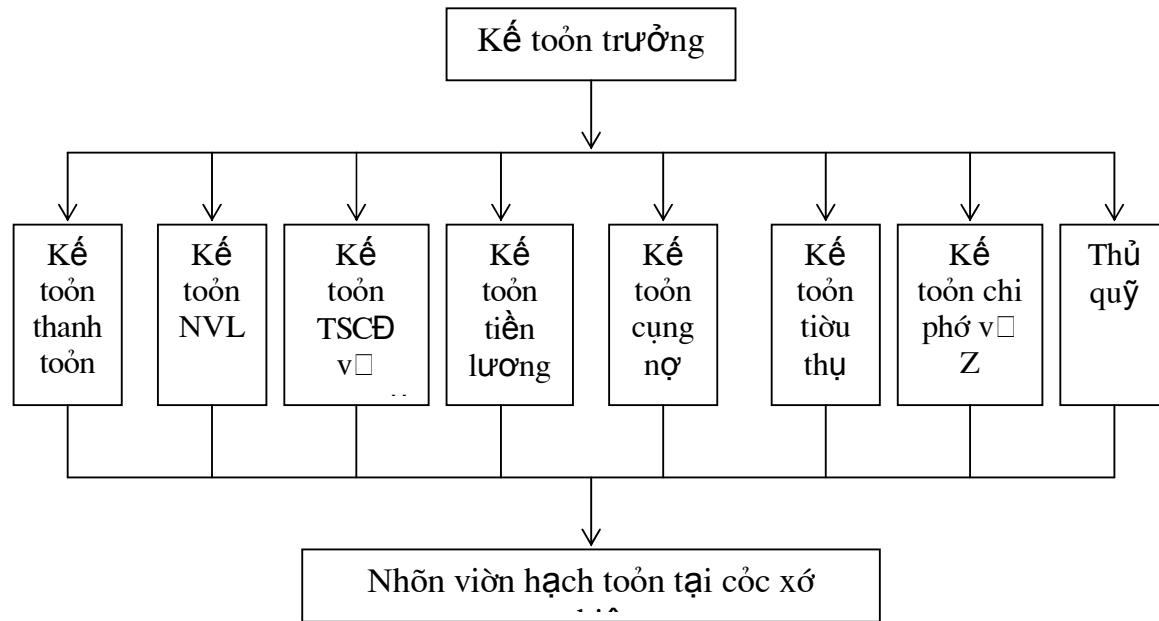 Kế toỏn trưởng
Kế
toỏn
thanh
toỏn
Kế
toỏn
NVL
Kế
toỏn
TSCĐ
v□
Kế
toỏn
tiền
lương
Kế
toỏn
cụng
nợ
Kế
toỏn
tiờu
thụ
Kế
toỏn chi
phớ v□
Z
Thủ
quỹ
Nhõn viờn hạch toỏn tại cỏc xớ